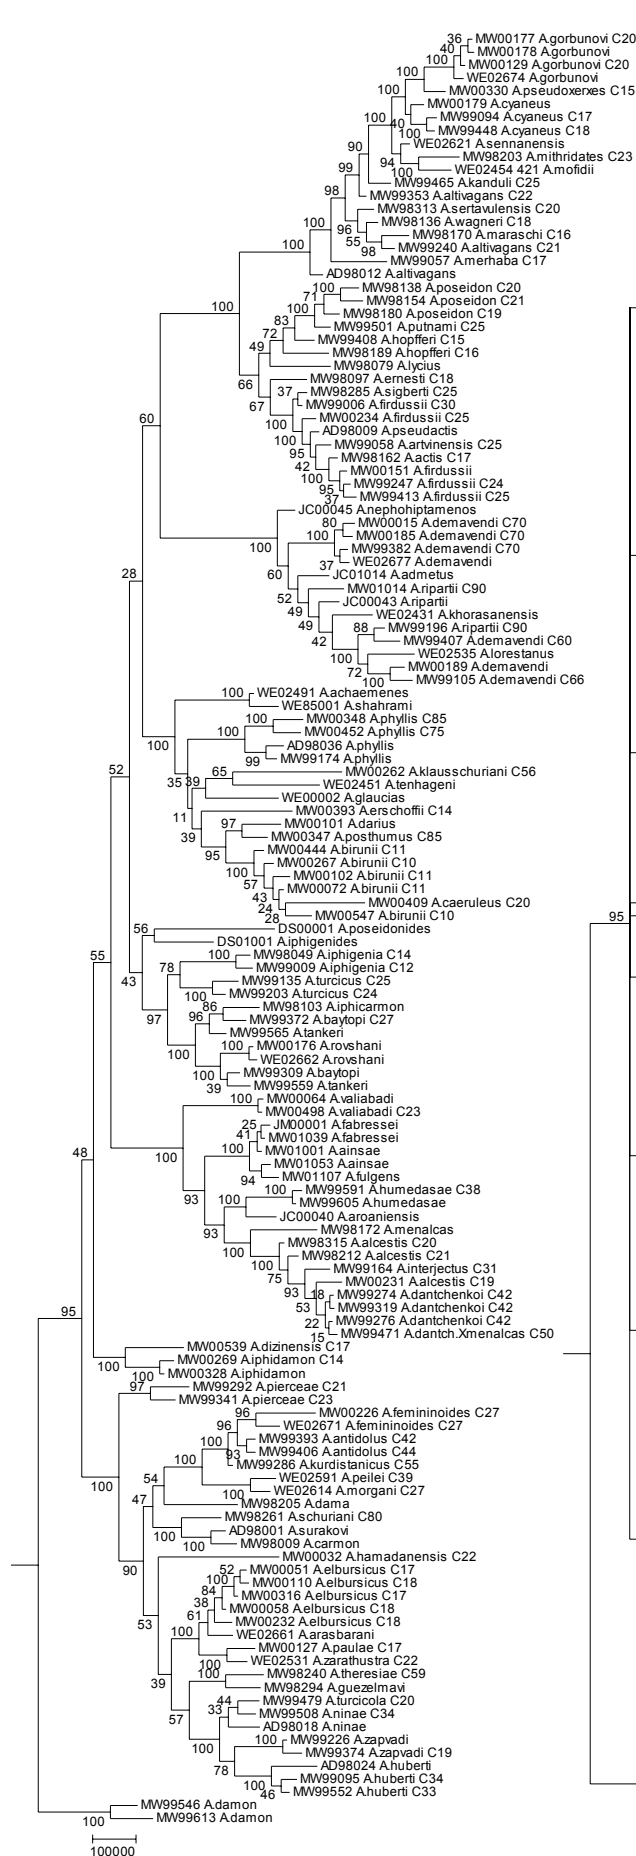 36 MW00177 A.gorbunovi C20
40 MW00178 A.gorbunovi
100 MW00129 A.gorbunovi C20
100 WE02674 A.gorbunovi
MW00330 A.pseudoxerxes C15
100 MW00179 A.cyaneus
100 40 MW99094 A.cyaneus C17
100 MW99448 A.cyaneus C18
90 WE02621 A.sennanensis
94 MW98203 A.mithridates C23
99 100 WE02454 421 A.mofidii
MW99465 A.kanduli C25
98 MW99353 A.altivagans C22
MW98313 A.sertavulensis C20
96 MW98136 A.wagneri C18
55 MW98170 A.maraschi C16
100 98 MW99240 A.altivagans C21
MW99057 A.merhaba C17
AD98012 A.altivagans
100 MW98138 A.poseidon C20
71 MW98154 A.poseidon C21
100 100 MW98180 A.poseidon C19
83 MW99501 A.putnami C25
72 MW99408 A.hopfferi C15
49 MW98189 A.hopfferi C16
MW98079 A.lycius
66 MW98097 A.ernesti C18
37 MW98285 A.sigberti C25
67 MW99006 A.firdussii C30
100 MW00234 A.firdussii C25
60 AD98009 A.pseudactis
100 MW99058 A.artvinensis C25
95 MW98162 A.actis C17
42 MW00151 A.firdussii
100 MW99247 A.firdussii C24
95 MW99413 A.firdussii C25
37
JC00045 A.nephohiptamenos
80 MW00015 A.demavendi C70
100 MW00185 A.demavendi C70
100 MW99382 A.demavendi C70
37 WE02677 A.demavendi
28 60 JC01014 A.admetus
MW01014 A.ripartii C90
52 JC00043 A.ripartii
49 WE02431 A.khorasanensis
49 88 MW99196 A.ripartii C90
42 MW99407 A.demavendi C60
100 WE02535 A.lorestanus
72 MW00189 A.demavendi
100 MW99105 A.demavendi C66
100 WE02491 A.achaemenes
WE85001 A.shahrami
100 MW00348 A.phyllis C85
100 MW00452 A.phyllis C75
100 AD98036 A.phyllis
99 MW99174 A.phyllis
52 65 MW00262 A.klausschuriani C56
35 39 WE02451 A.tenhageni
WE00002 A.glaucias
11 MW00393 A.erschoffii C14
97 MW00101 A.darius
39 MW00347 A.posthumus C85
95 MW00444 A.birunii C11
100 MW00267 A.birunii C10
MW00102 A.birunii C11
57 MW00072 A.birunii C11
43 MW00409 A.caeruleus C20
24 MW00547 A.birunii C10
28 95
56 DS00001 A.poseidonides
DS01001 A.iphigenides
55 100 MW98049 A.iphigenia C14
78 MW99009 A.iphigenia C12
43 MW99135 A.turcicus C25
100 MW99203 A.turcicus C24
86 MW98103 A.iphicarmon
97 96 MW99372 A.baytopi C27
MW99565 A.tankeri
100 100 MW00176 A.rovshani
WE02662 A.rovshani
100 MW99309 A.baytopi
39 MW99559 A.tankeri
100 MW00064 A.valiabadi
MW00498 A.valiabadi C23
25 JM00001 A.fabressei
41 MW01039 A.fabressei
48 100 100 MW01001 A.ainsae
MW01053 A.ainsae
94 MW01107 A.fulgens
93 100 MW99591 A.humedasae C38
100 MW99605 A.humedasae
JC00040 A.aroaniensis
93 MW98172 A.menalcas
100 MW98315 A.alcestis C20
100 MW98212 A.alcestis C21
75 MW99164 A.interjectus C31
93 MW00231 A.alcestis C19
18 MW99274 A.dantchenkoi C42
53 MW99319 A.dantchenkoi C42
95 22 MW99276 A.dantchenkoi C42
15 MW99471 A.dantch.Xmenalcas C50
MW00539 A.dizinensis C17
100 MW00269 A.iphidamon C14
100 MW00328 A.iphidamon
97 MW99292 A.pierceae C21
MW99341 A.pierceae C23
96 MW00226 A.femininoides C27
96 WE02671 A.femininoides C27
MW99393 A.antidolus C42
100 93 MW99406 A.antidolus C44
100 MW99286 A.kurdistanicus C55
100 54 WE02591 A.peilei C39
100 WE02614 A.morgani C27
47 MW98205 A.dama
MW98261 A.schuriani C80
100 AD98001 A.surakovi
100 MW98009 A.carmon
90 MW00032 A.hamadanensis C22
52 MW00051 A.elbursicus C17
100 MW00110 A.elbursicus C18
84 MW00316 A.elbursicus C17
38 MW00058 A.elbursicus C18
53 61 MW00232 A.elbursicus C18
100 WE02661 A.arasbarani
MW00127 A.paulae C17
100 WE02531 A.zarathustra C22
39 100 MW98240 A.theresiae C59
MW98294 A.guezelmavi
44 MW99479 A.turcicola C20
57 33 MW99508 A.ninae C34
AD98018 A.ninae
100 100 MW99226 A.zapvadi
MW99374 A.zapvadi C19
78 AD98024 A.huberti
100 MW99095 A.huberti C34
46 MW99552 A.huberti C33
MW99546 A.damon
100 MW99613 A.damon
100000